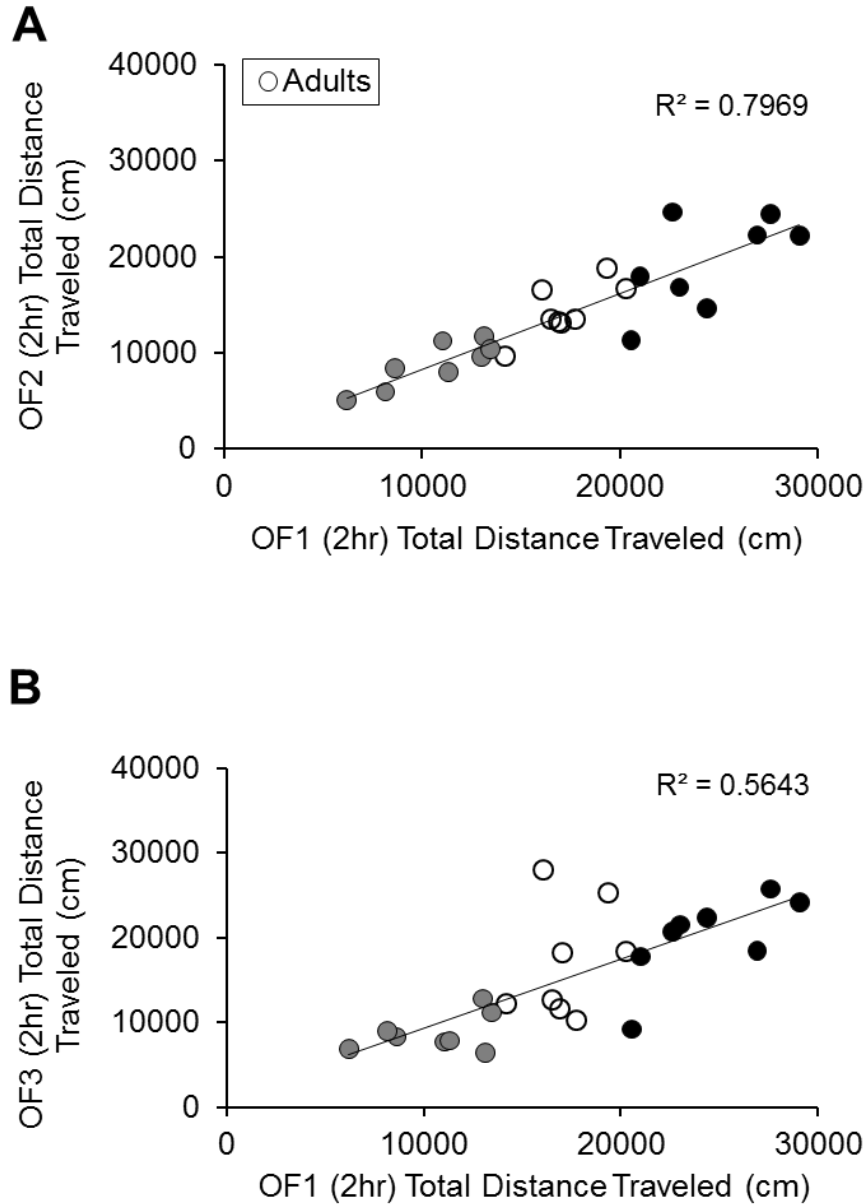 A
OF2 (2hr) Total Distance
Traveled (cm)
40000
30000
20000
10000
0
Adults
R² = 0.7969
0
10000
20000
30000
OF1 (2hr) Total Distance Traveled (cm)
B
OF3 (2hr) Total Distance
Traveled (cm)
40000
30000
20000
10000
0
R² = 0.5643
0
10000
20000
30000
OF1 (2hr) Total Distance Traveled (cm)